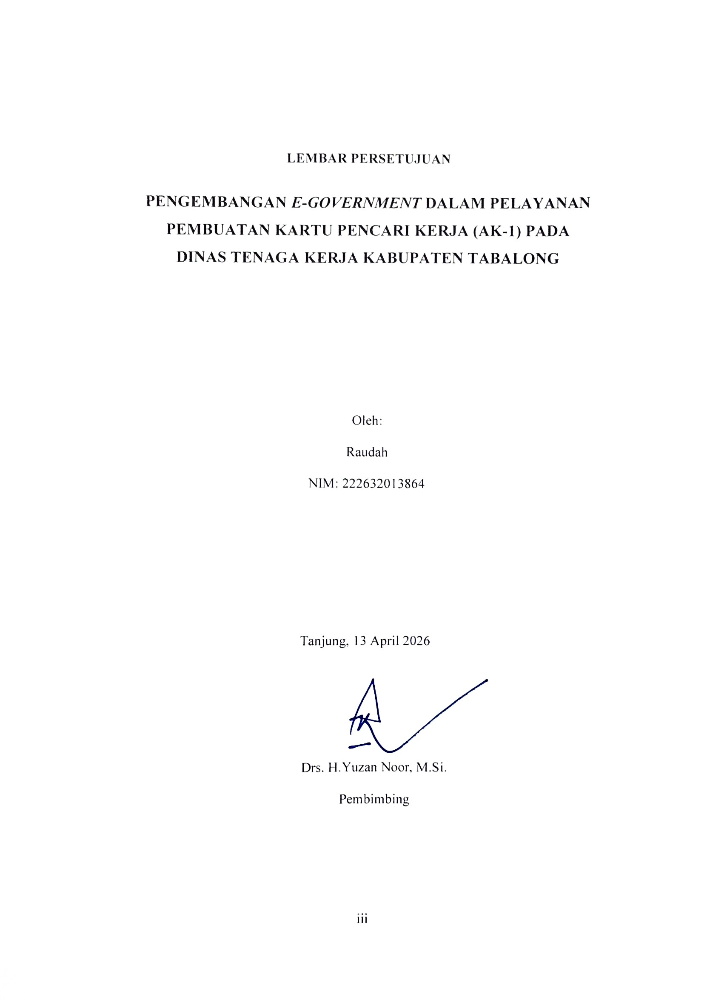 LEMBAR PERSETUJUAN
PENGEMBANGAN E-GOVERNMENT DALAM PELAYANAN
PEMBUATAN KARTU PENCARI KERJA (AK-1) PADA
DINAS TENAGA KERJA KABUPATEN TABALONG
Oleh:
Raudah
NIM: 222632013864
Tanjung, 13 April 2026
Drs. H.Yuzan Noor, M.Si.
Pembimbing
iii